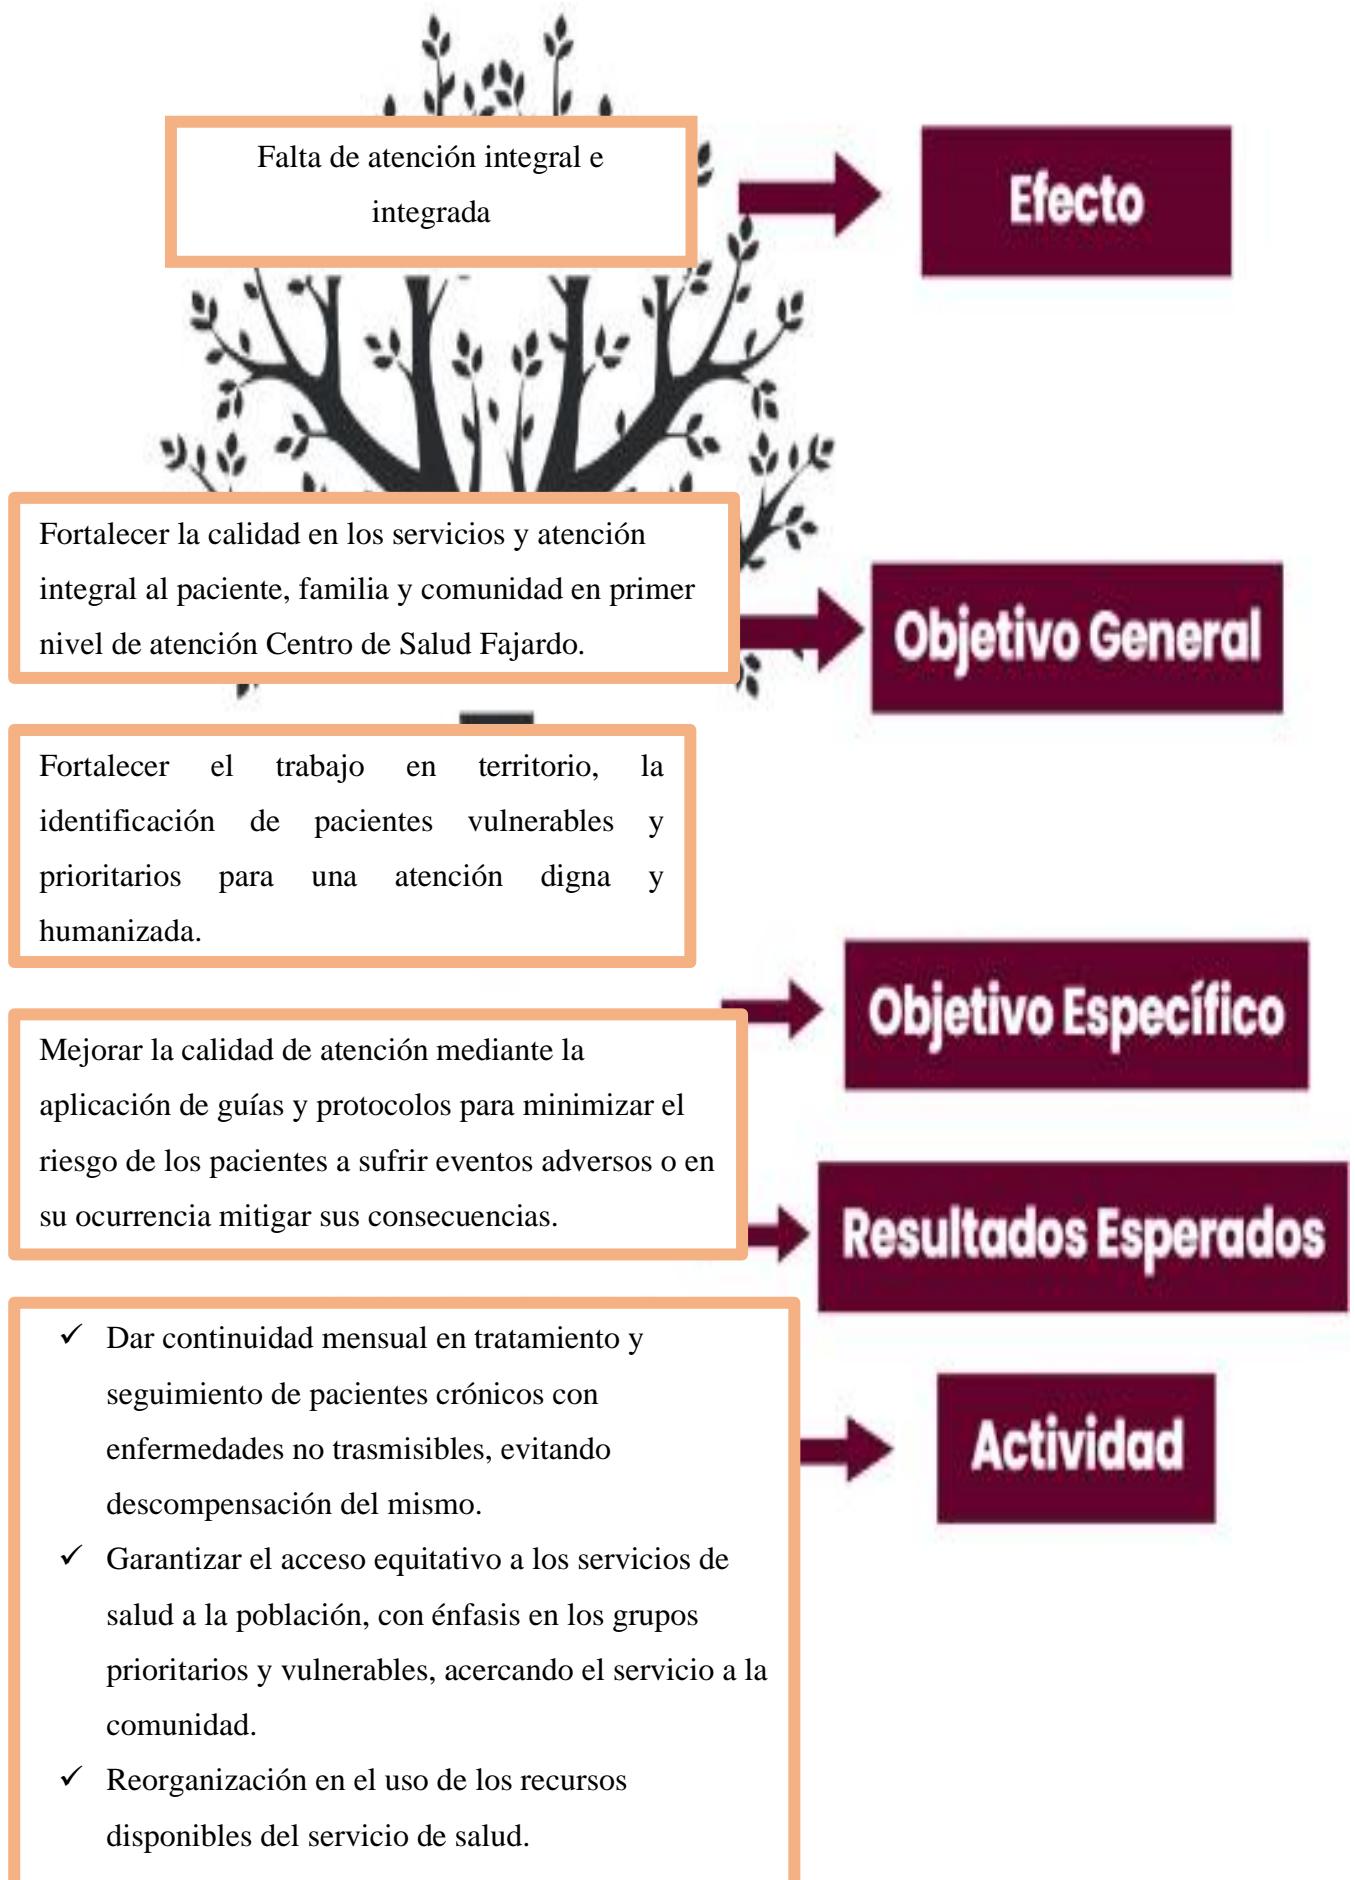 Falta de atención integral e
integrada
Efecto
Fortalecer la calidad en los servicios y atención
integral al paciente, familia y comunidad en primer
nivel de atención Centro de Salud Fajardo.
Objetivo General
Fortalecer el trabajo en territorio, la
identificación de pacientes vulnerables y
prioritarios para una atención digna y
humanizada.
Objetivo Específico
Mejorar la calidad de atención mediante la
aplicación de guías y protocolos para minimizar el
riesgo de los pacientes a sufrir eventos adversos o en
su ocurrencia mitigar sus consecuencias.
Resultados Esperados
✓ Dar continuidad mensual en tratamiento y
seguimiento de pacientes crónicos con
enfermedades no trasmisibles, evitando
descompensación del mismo.
✓ Garantizar el acceso equitativo a los servicios de
salud a la población, con énfasis en los grupos
prioritarios y vulnerables, acercando el servicio a la
comunidad.
✓ Reorganización en el uso de los recursos
disponibles del servicio de salud.
Actividad